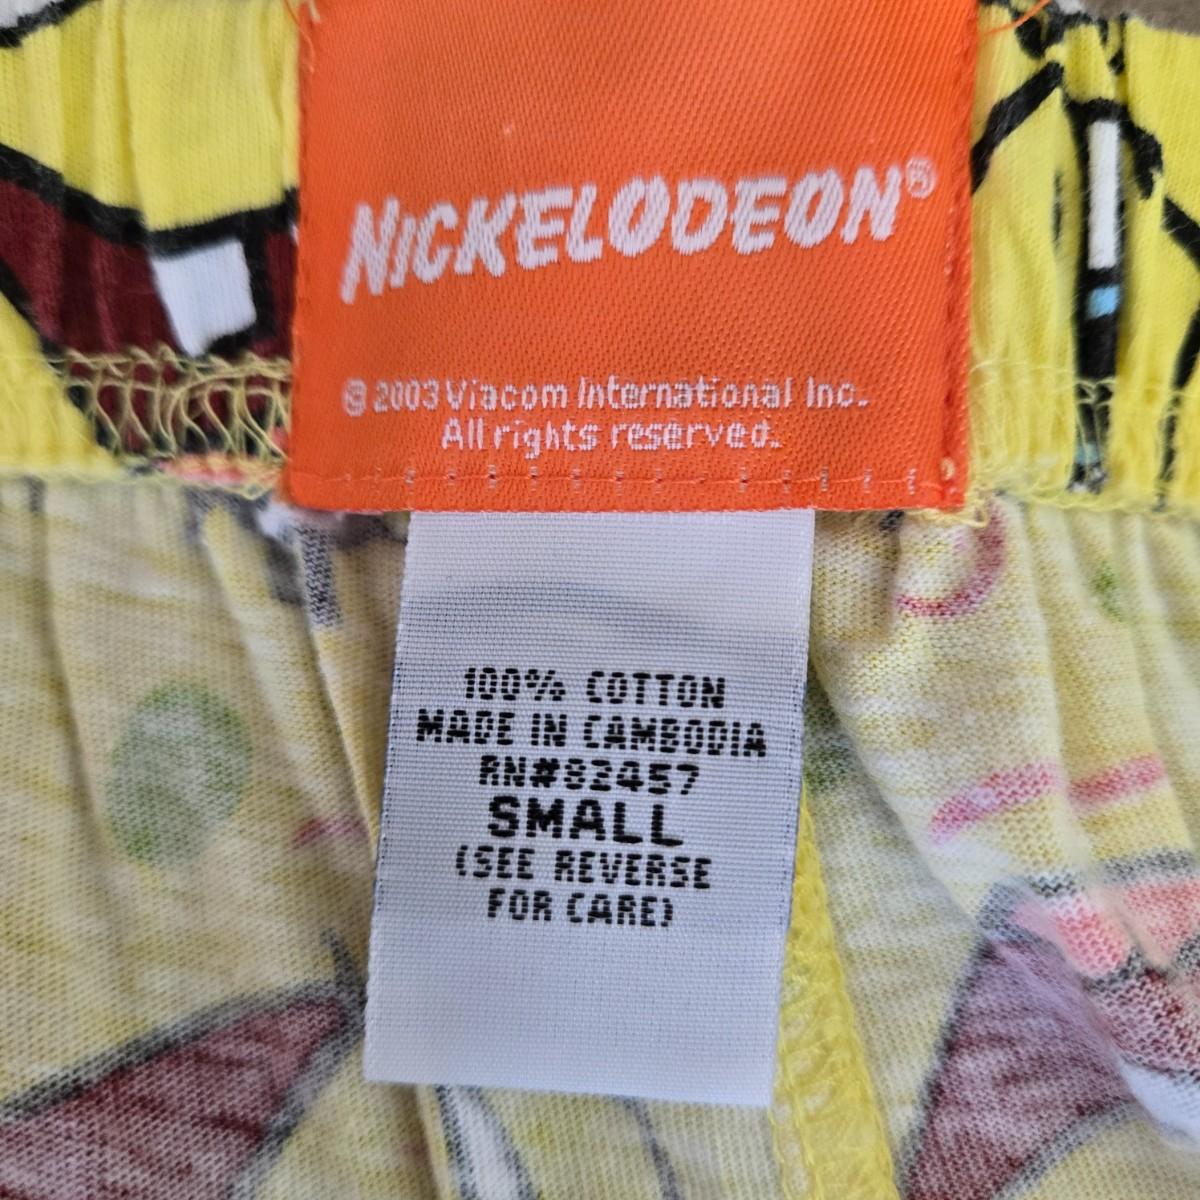 NICKELODEON®
© 2003 Viacom International Inc.
All rights reserved.
100% COTTON
MADE IN CAMBODIA
RN#82457
SMALL
(SEE REVERSE
FOR CARE)